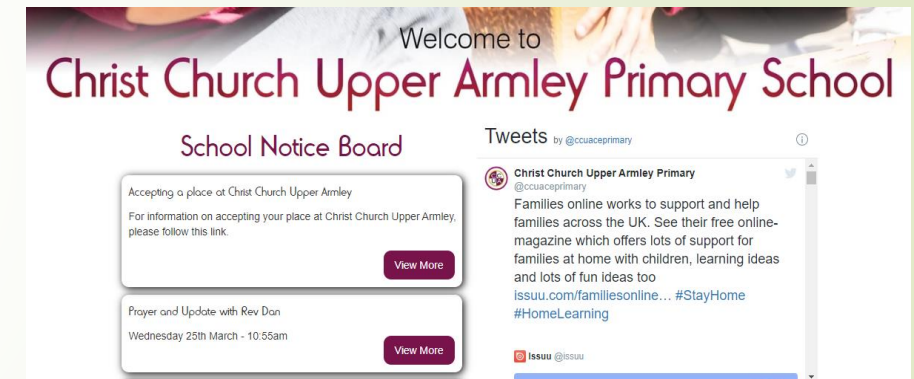 Welcome to
Christ Church Upper Armley Primary School
School Notice Board
Accepting a place at Christ Church Upper Armley
For information on accepting your place at Christ Church Upper Armley,
please follow this link.
View More
Prayer and Update with Rev Dan
Wednesday 25th March - 10:55am
View More
Tweets by @ccuaceprimary
Christ Church Upper Armley Primary
@ccuaceprimary
Families online works to support and help
families across the UK. See their free online-
magazine which offers lots of support for
families at home with children, learning ideas
and lots of fun ideas too
issuu.com/familiesonline… #StayHome
#HomeLearning
Issuu @issuu